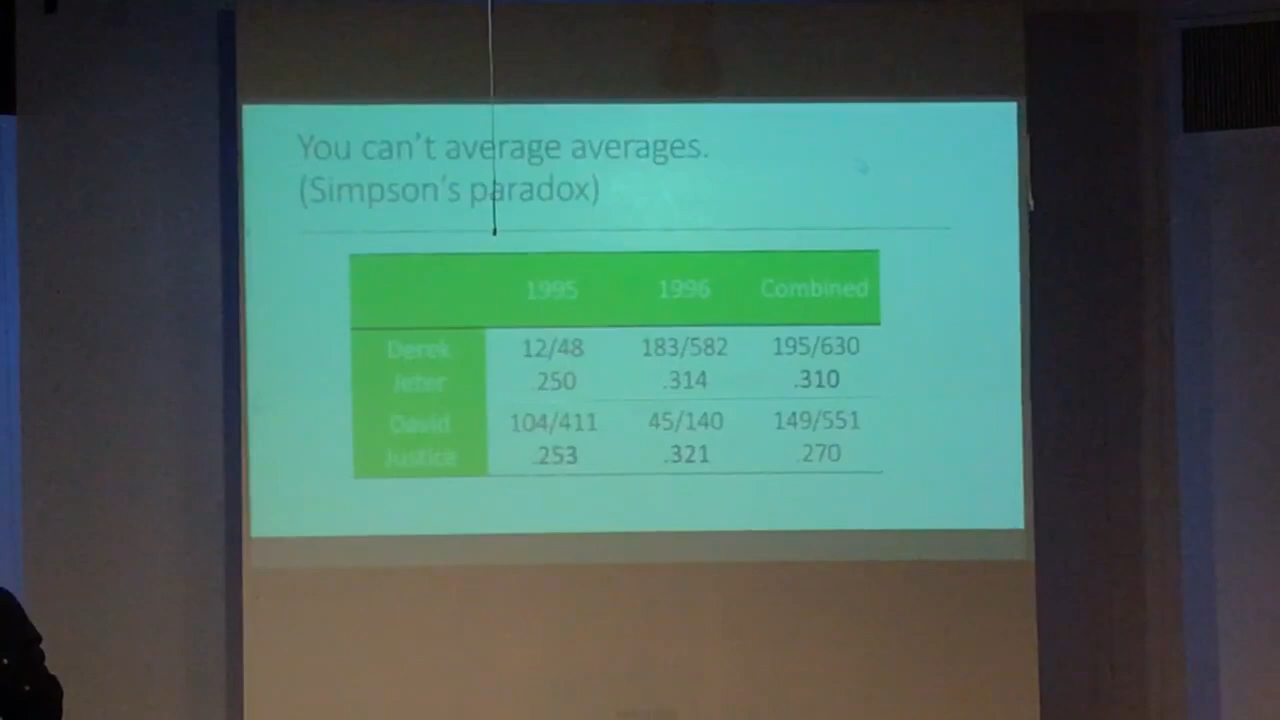 You can't average averages.
(Simpson's paradox)
1995 1996 Combined
Derek 12/48 183/582 195/630
Jeter .250 .314 .310
David 104/411 45/140 149/551
Justice .253 .321 .270